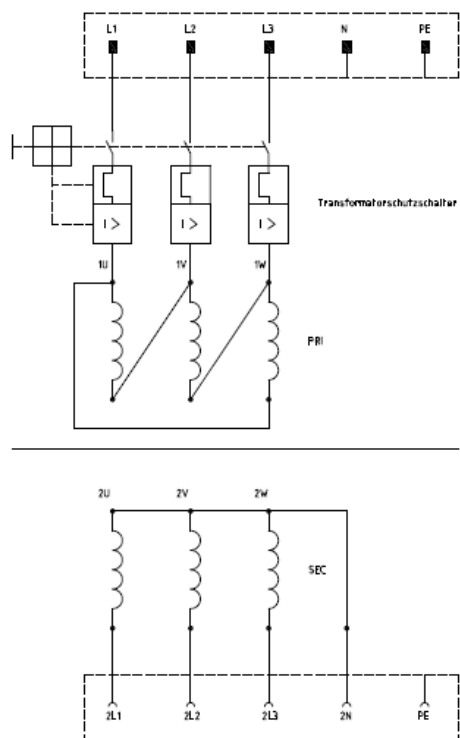 L1 L2 L3 N PE
Transformatorschutzschalter
I> I> I>
1U 1V 1W
PRI
2U 2V 2W
SEC
2L1 2L2 2L3 2N PE